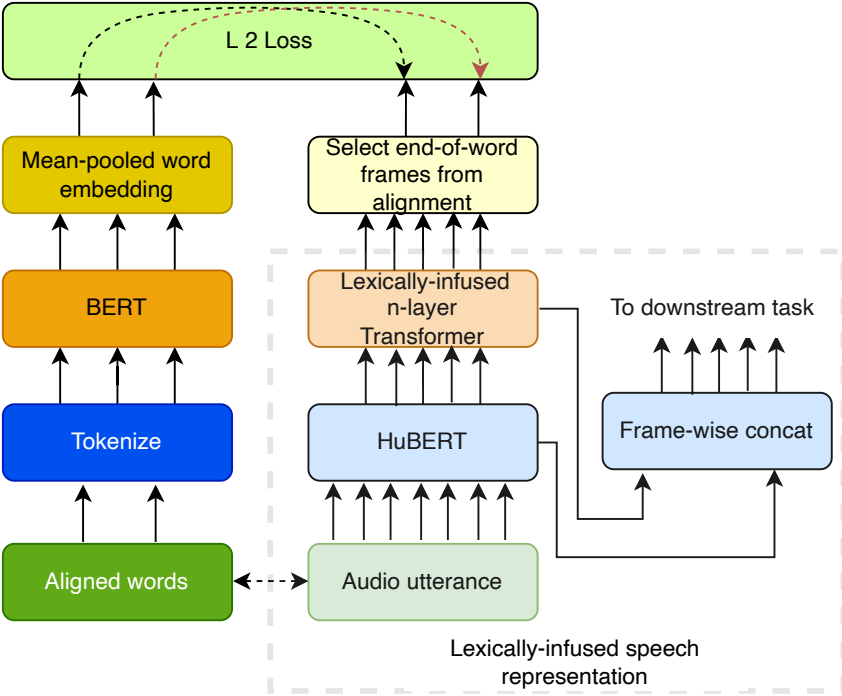 L 2 Loss
Mean-pooled word
embedding
Select end-of-word
frames from
alignment
BERT
Lexically-infused
n-layer
Transformer
To downstream task
Tokenize
HuBERT
Frame-wise concat
Aligned words
Audio utterance
Lexically-infused speech
representation